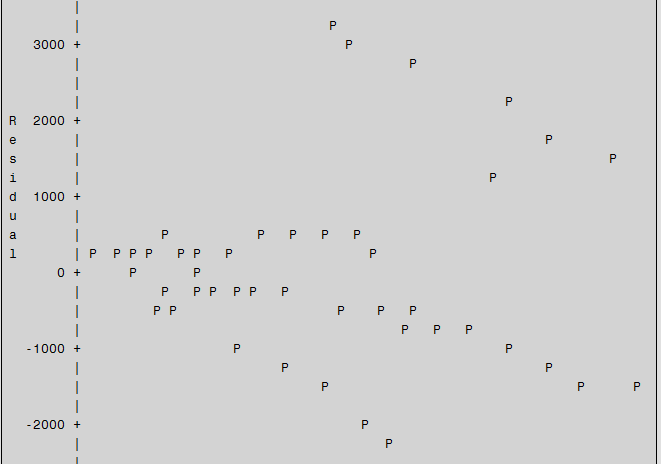 |
| P
3000 + P
| P
|
| P
R 2000 +
e | P
s | P
i | P
d 1000 +
u |
a | P P P P P
l | P P P P P P P P
0 + P P
| P P P P P P
| P P P P P
| P P P
-1000 + P P
| P P
| P P P
|
-2000 + P
| P
|